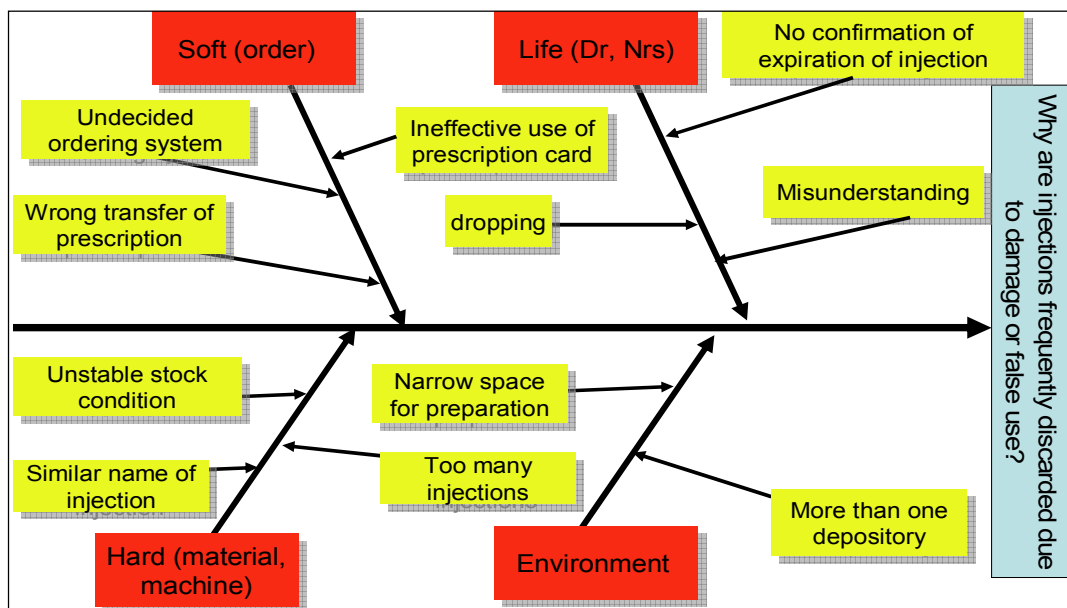 Soft (order)
Life (Dr, Nrs)
No confirmation of
expiration of injection
Undecided
ordering system
Ineffective use of
prescription card
Wrong transfer of
prescription
dropping
Misunderstanding
Why are injections frequently discarded due
to damage or false use?
Unstable stock
condition
Narrow space
for preparation
Similar name of
injection
Too many
injections
More than one
depository
Hard (material,
machine)
Environment